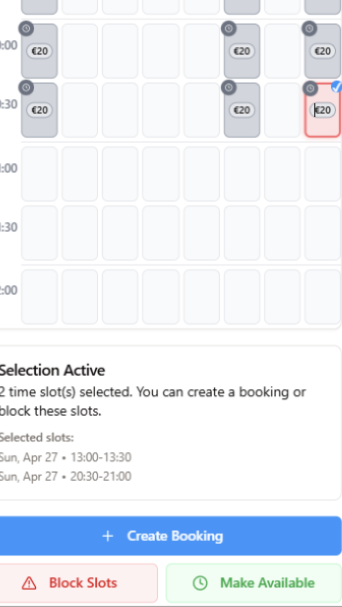 :00
€20
€20
€20
:30
€20
€20
€20
:00
:30
:00
Selection Active
2 time slot(s) selected. You can create a booking or
block these slots.
Selected slots:
Sun, Apr 27 • 13:00-13:30
Sun, Apr 27 • 20:30-21:00
+ Create Booking
Block Slots
Make Available